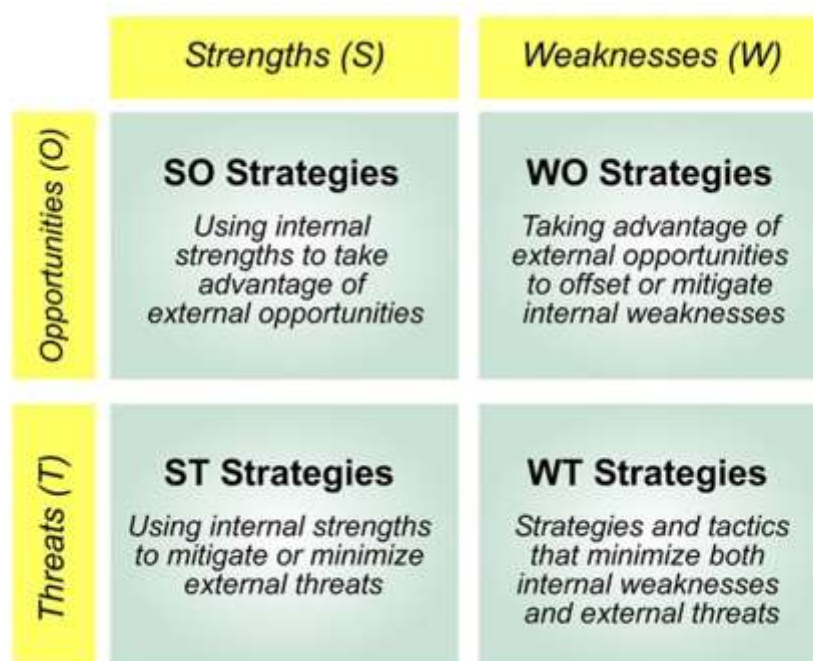 Strengths (S)
Weaknesses (W)
Opportunities (O)
SO Strategies
Using internal
strengths to take
advantage of
external opportunities
WO Strategies
Taking advantage of
external opportunities
to offset or mitigate
internal weaknesses
Threats (T)
ST Strategies
Using internal strengths
to mitigate or minimize
external threats
WT Strategies
Strategies and tactics
that minimize both
internal weaknesses
and external threats